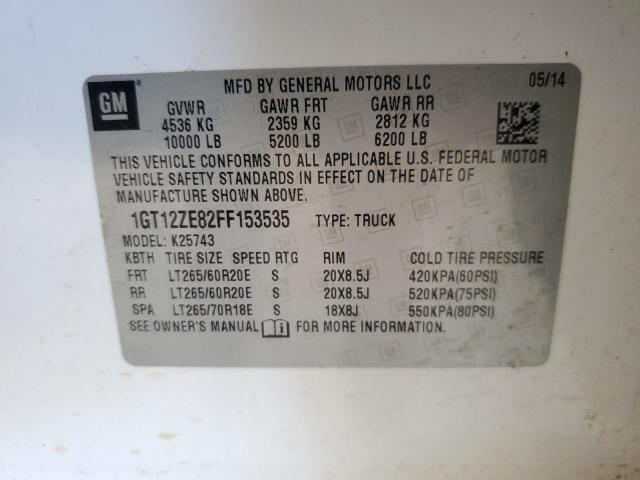 GM
MFD BY GENERAL MOTORS LLC 05/14
GVWR GAWR FRT GAWR RR
4536 KG 2359 KG 2812 KG
10000 LB 5200 LB 6200 LB
THIS VEHICLE CONFORMS TO ALL APPLICABLE U.S. FEDERAL MOTOR
VEHICLE SAFETY STANDARDS IN EFFECT ON THE DATE OF
MANUFACTURE SHOWN ABOVE.
1GT12ZE82FF153535 TYPE: TRUCK
MODEL: K25743
KBTH TIRE SIZE SPEED RTG RIM COLD TIRE PRESSURE
FRT LT265/60R20E S 20X8.5J 420KPA(60PSI)
RR LT265/60R20E S 20X8.5J 520KPA(75PSI)
SPA LT265/70R18E S 18X8J 550KPA(80PSI)
SEE OWNER'S MANUAL i FOR MORE INFORMATION.